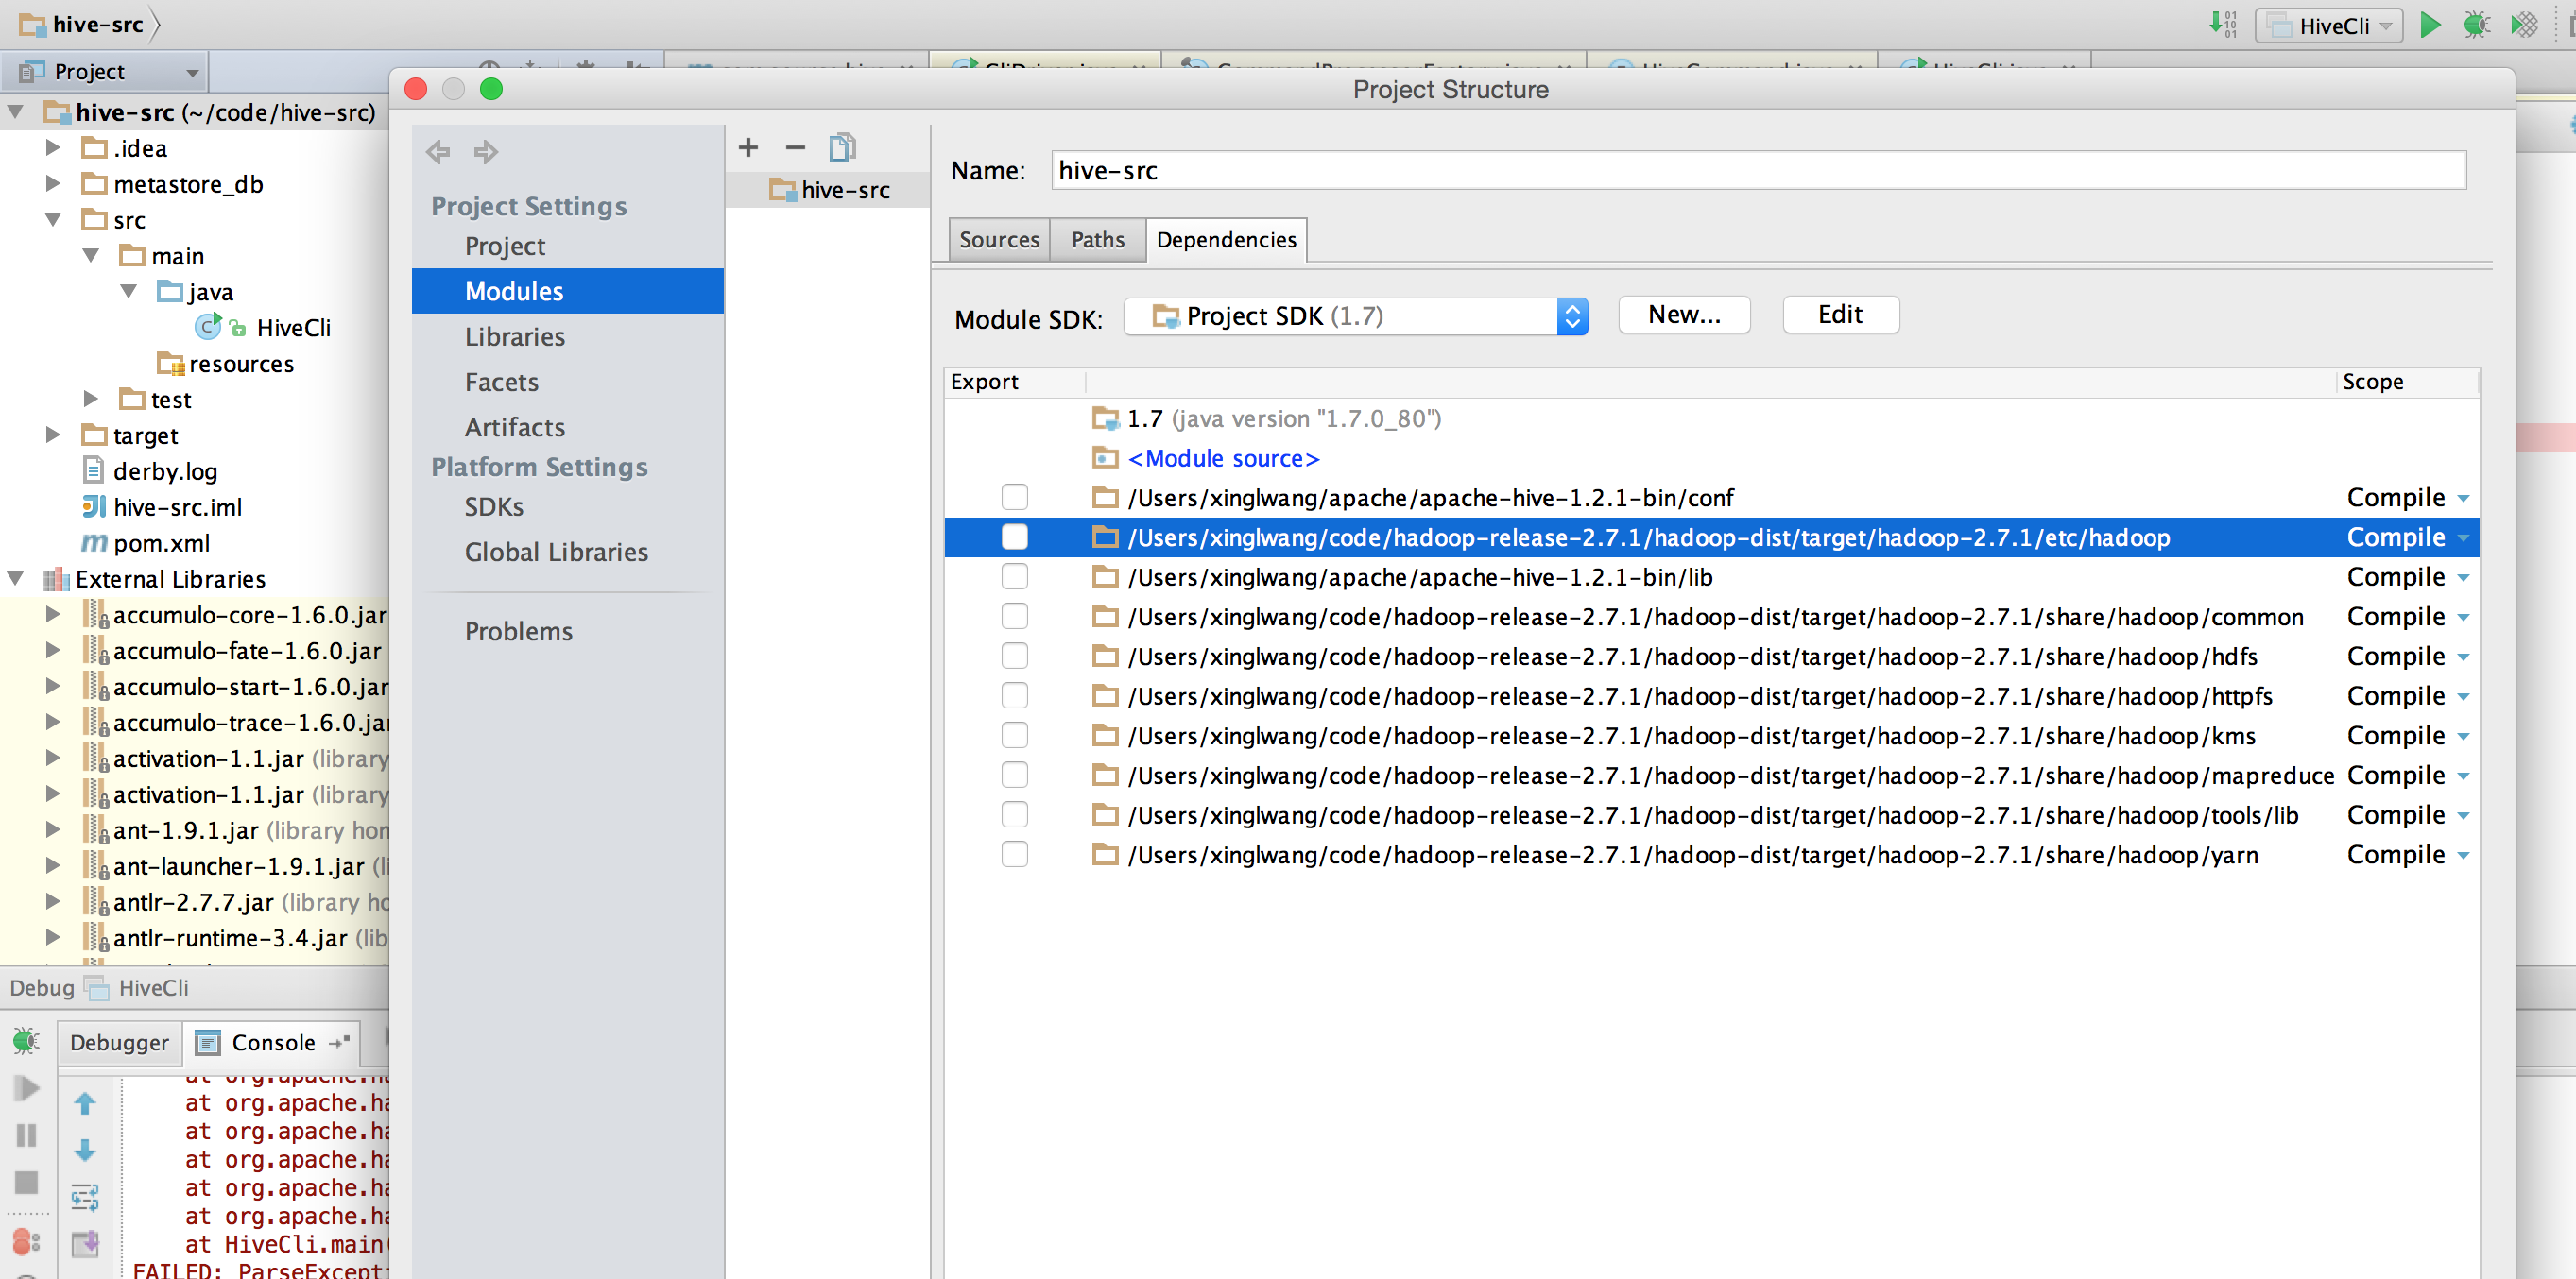 hive-src
HiveCli
Project
Project Structure
hive-src (~/code/hive-src)
.idea
metastore_db
src
main
java
HiveCli
resources
test
target
derby.log
hive-src.iml
pom.xml
External Libraries
accumulo-core-1.6.0.jar
accumulo-fate-1.6.0.jar
accumulo-start-1.6.0.jar
accumulo-trace-1.6.0.jar
activation-1.1.jar (library
activation-1.1.jar (library
ant-1.9.1.jar (library hom
ant-launcher-1.9.1.jar (li
antlr-2.7.7.jar (library ho
antlr-runtime-3.4.jar (lib
Project Settings
Project
Modules
Libraries
Facets
Artifacts
Platform Settings
SDKs
Global Libraries
Problems
hive-src
Name: hive-src
Sources Paths Dependencies
Module SDK: Project SDK (1.7) New... Edit
Export Scope
1.7 (java version "1.7.0_80")
<Module source>
/Users/xinglwang/apache/apache-hive-1.2.1-bin/conf Compile
/Users/xinglwang/code/hadoop-release-2.7.1/hadoop-dist/target/hadoop-2.7.1/etc/hadoop Compile
/Users/xinglwang/apache/apache-hive-1.2.1-bin/lib Compile
/Users/xinglwang/code/hadoop-release-2.7.1/hadoop-dist/target/hadoop-2.7.1/share/hadoop/common Compile
/Users/xinglwang/code/hadoop-release-2.7.1/hadoop-dist/target/hadoop-2.7.1/share/hadoop/hdfs Compile
/Users/xinglwang/code/hadoop-release-2.7.1/hadoop-dist/target/hadoop-2.7.1/share/hadoop/httpfs Compile
/Users/xinglwang/code/hadoop-release-2.7.1/hadoop-dist/target/hadoop-2.7.1/share/hadoop/kms Compile
/Users/xinglwang/code/hadoop-release-2.7.1/hadoop-dist/target/hadoop-2.7.1/share/hadoop/mapreduce Compile
/Users/xinglwang/code/hadoop-release-2.7.1/hadoop-dist/target/hadoop-2.7.1/share/hadoop/tools/lib Compile
/Users/xinglwang/code/hadoop-release-2.7.1/hadoop-dist/target/hadoop-2.7.1/share/hadoop/yarn Compile
Debug HiveCli
Debugger Console
at org.apache.ha
at org.apache.ha
at org.apache.ha
at org.apache.ha
at org.apache.ha
at org.apache.ha
at HiveCli.main(
FAILED: ParseExcepti